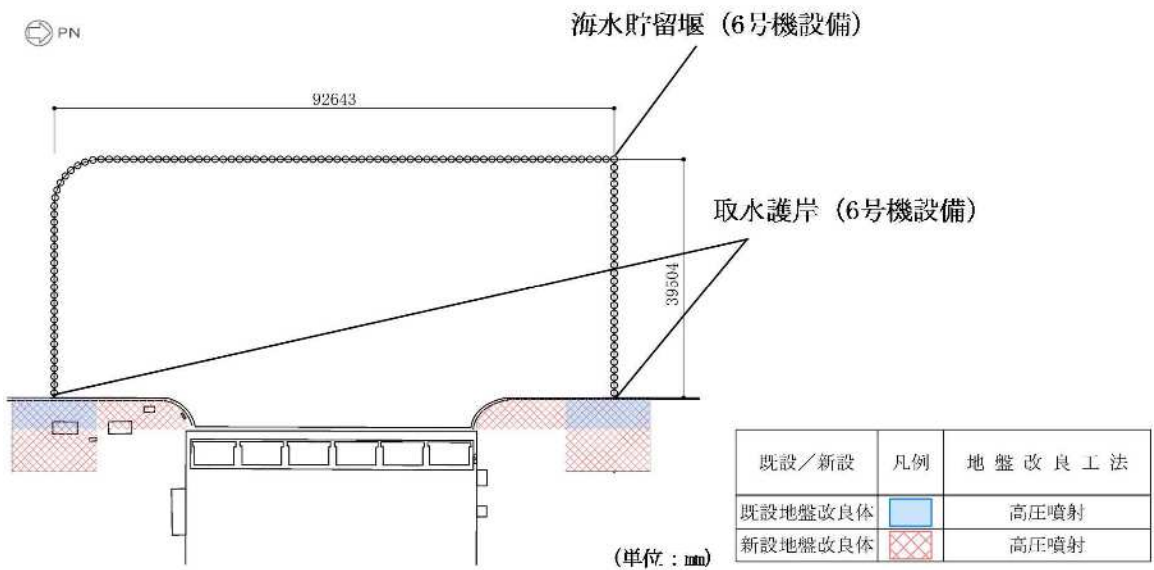 PN
海水貯留堰 (6号機設備)
92643
取水護岸 (6号機設備)
39504
既設/新設 凡例 地盤改良工法
既設地盤改良体 高圧噴射
新設地盤改良体 高圧噴射
(単位:mm)